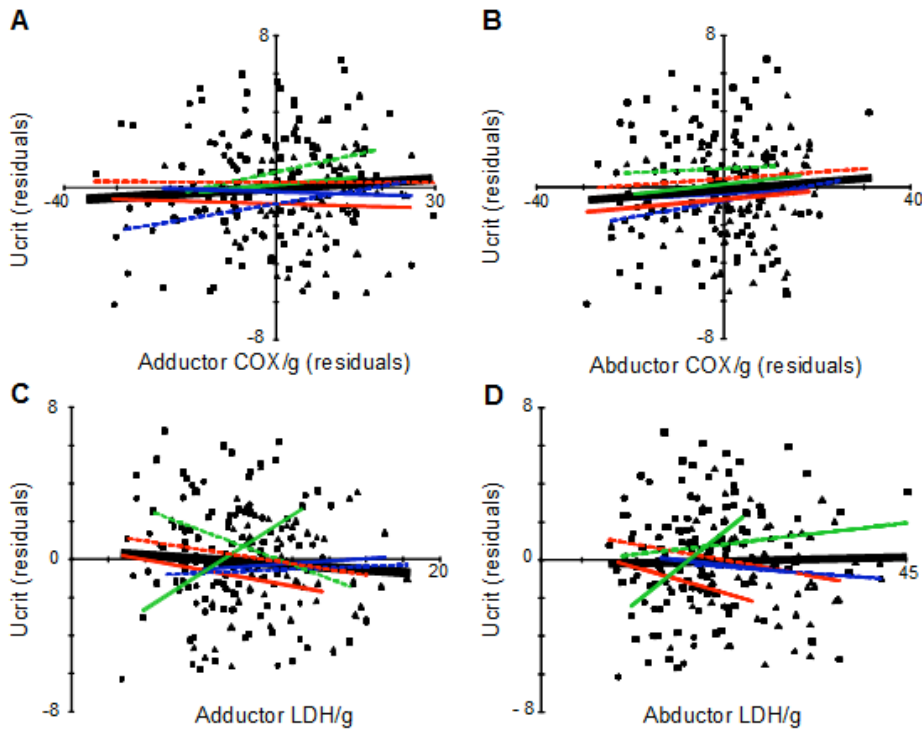 A
8
Ucrit (residuals)
-40
30
-8
Adductor COX/g (residuals)
B
8
Ucrit (residuals)
-40
40
-8
Abductor COX/g (residuals)
C
8
Ucrit (residuals)
0
20
-8
Adductor LDH/g
D
8
Ucrit (residuals)
0
45
- 8
Abductor LDH/g